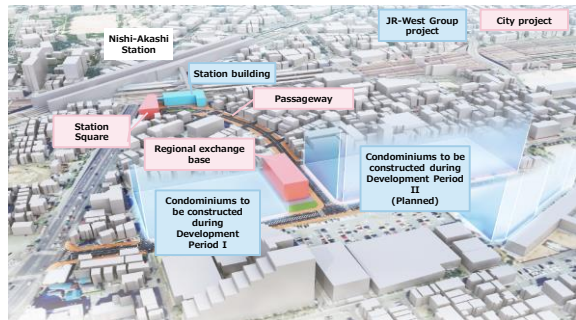 Nishi-Akashi
Station
JR-West Group
project
City project
Station building
Passageway
Station
Square
Regional exchange
base
Condominiums to be
constructed during
Development Period
II
(Planned)
Condominiums to
be constructed
during
Development
Period I